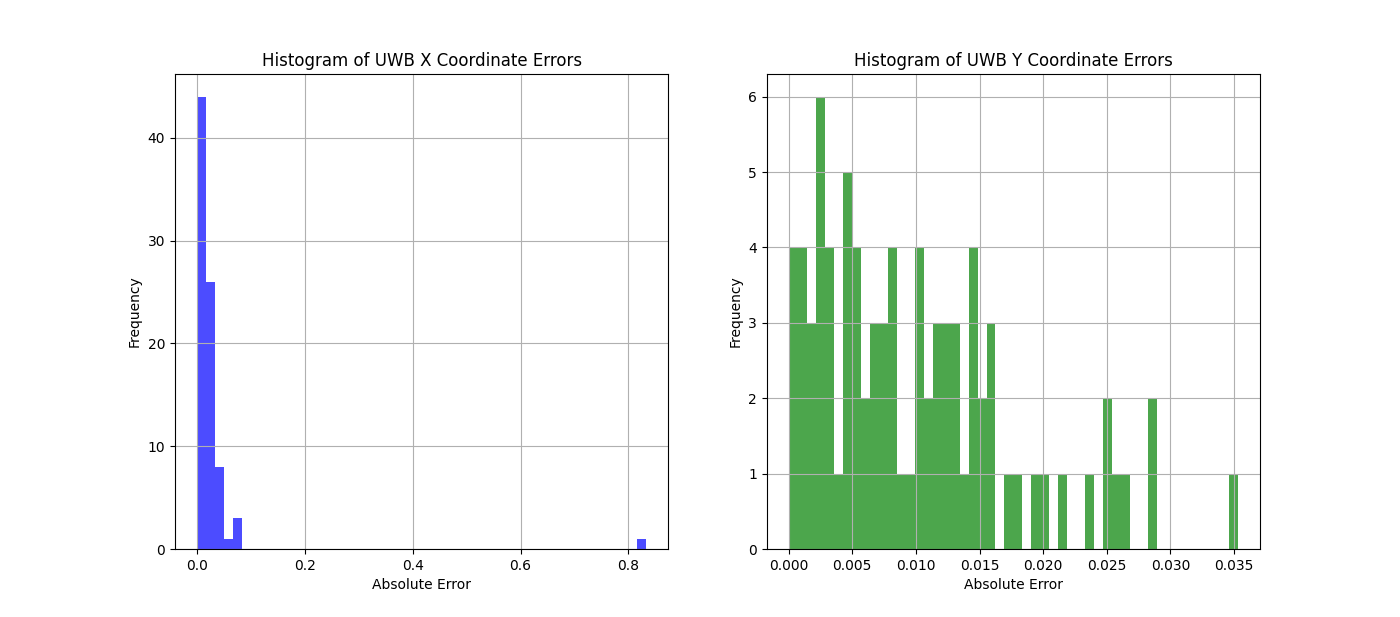 Histogram of UWB X Coordinate Errors
Frequency
40
30
20
10
0
0.0 0.2 0.4 0.6 0.8
Absolute Error
Histogram of UWB Y Coordinate Errors
Frequency
6
5
4
3
2
1
0
0.000 0.005 0.010 0.015 0.020 0.025 0.030 0.035
Absolute Error